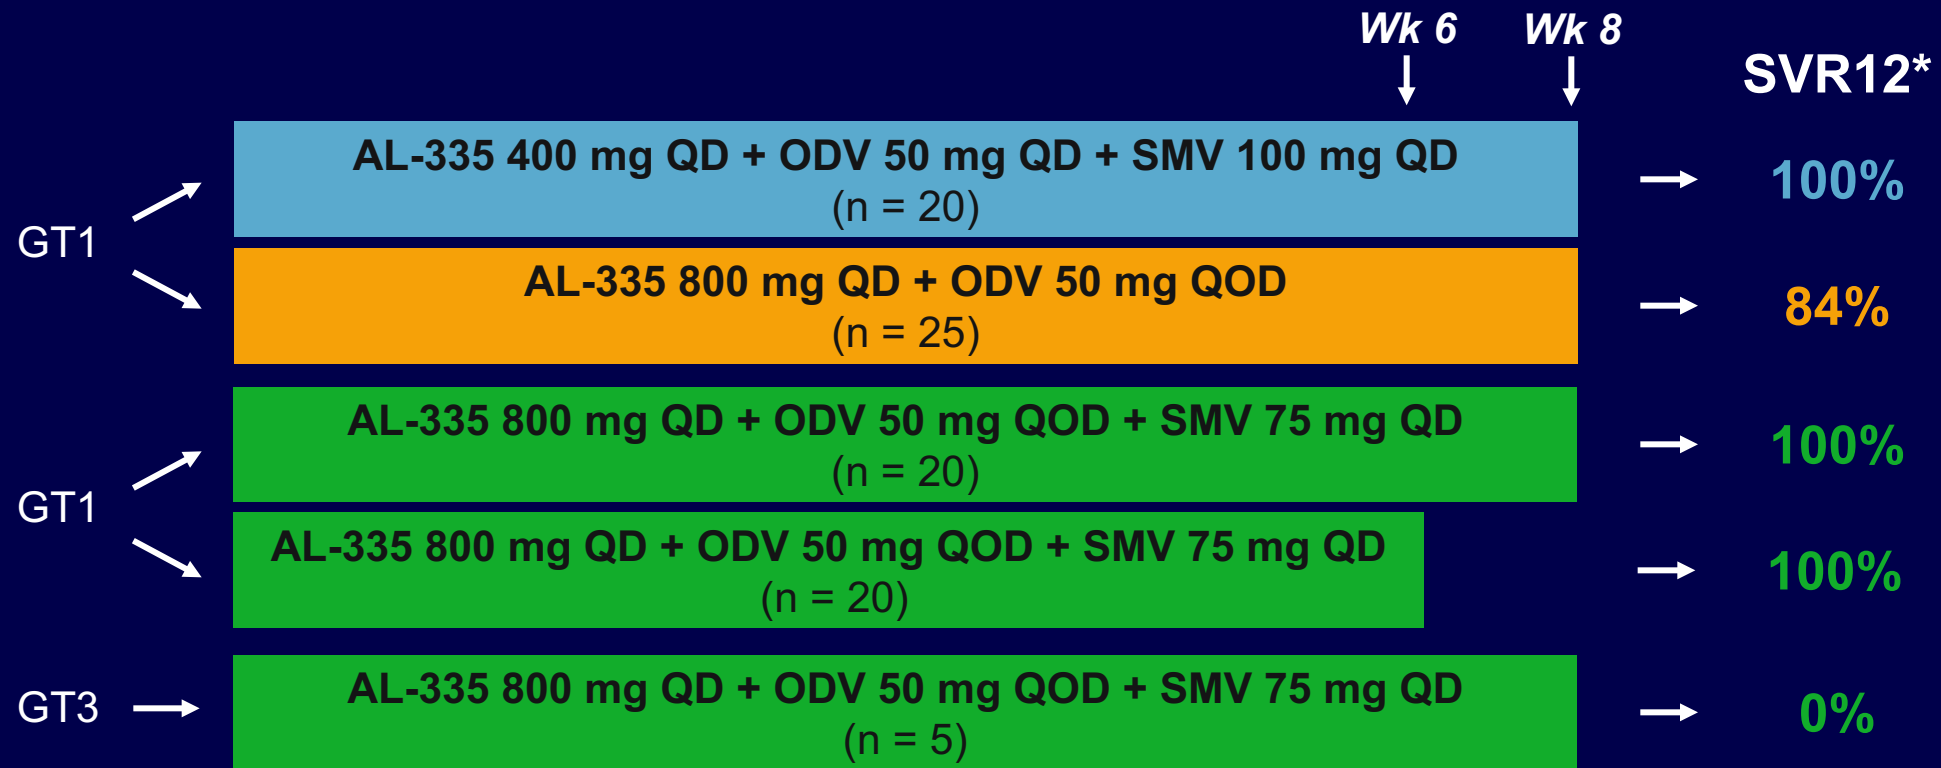 Wk 6 Wk 8
SVR12*
GT1
AL-335 400 mg QD + ODV 50 mg QD + SMV 100 mg QD
(n = 20)
100%
AL-335 800 mg QD + ODV 50 mg QOD
(n = 25)
84%
GT1
AL-335 800 mg QD + ODV 50 mg QOD + SMV 75 mg QD
(n = 20)
100%
AL-335 800 mg QD + ODV 50 mg QOD + SMV 75 mg QD
(n = 20)
100%
GT3
AL-335 800 mg QD + ODV 50 mg QOD + SMV 75 mg QD
(n = 5)
0%